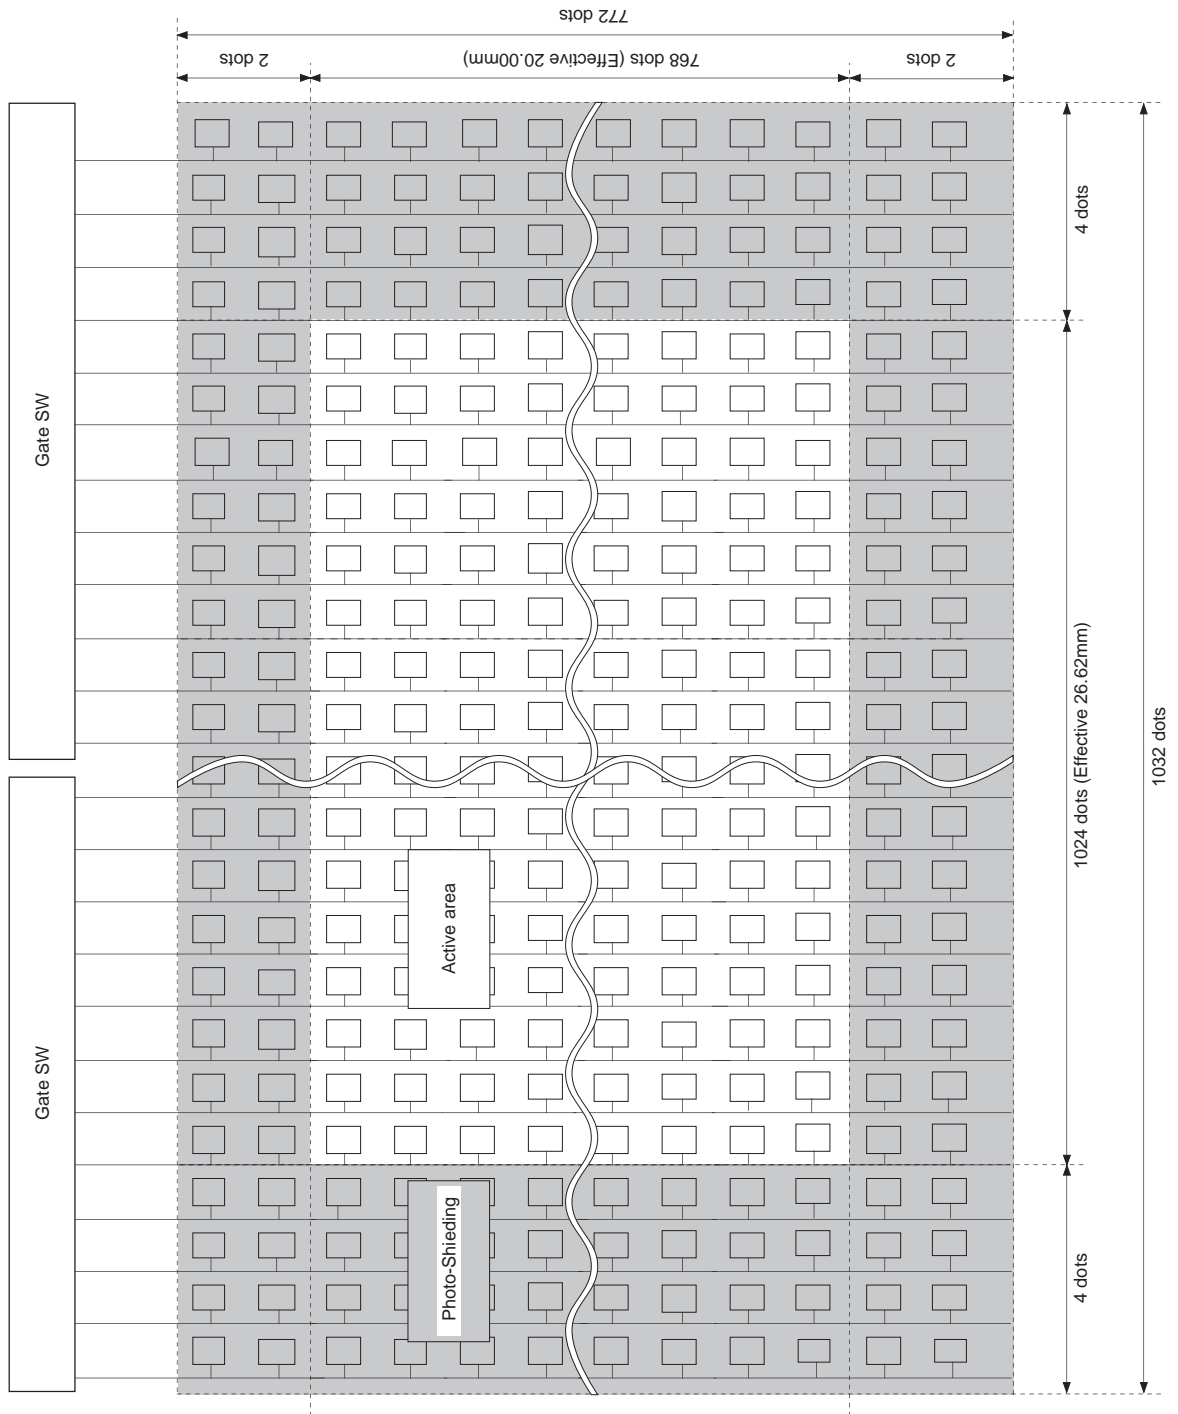 772 dots
2 dots
768 dots (Effective 20.00mm)
2 dots
Gate SW
Gate SW
Active area
Photo-Shieding
4 dots
1024 dots (Effective 26.62mm)
4 dots
1032 dots